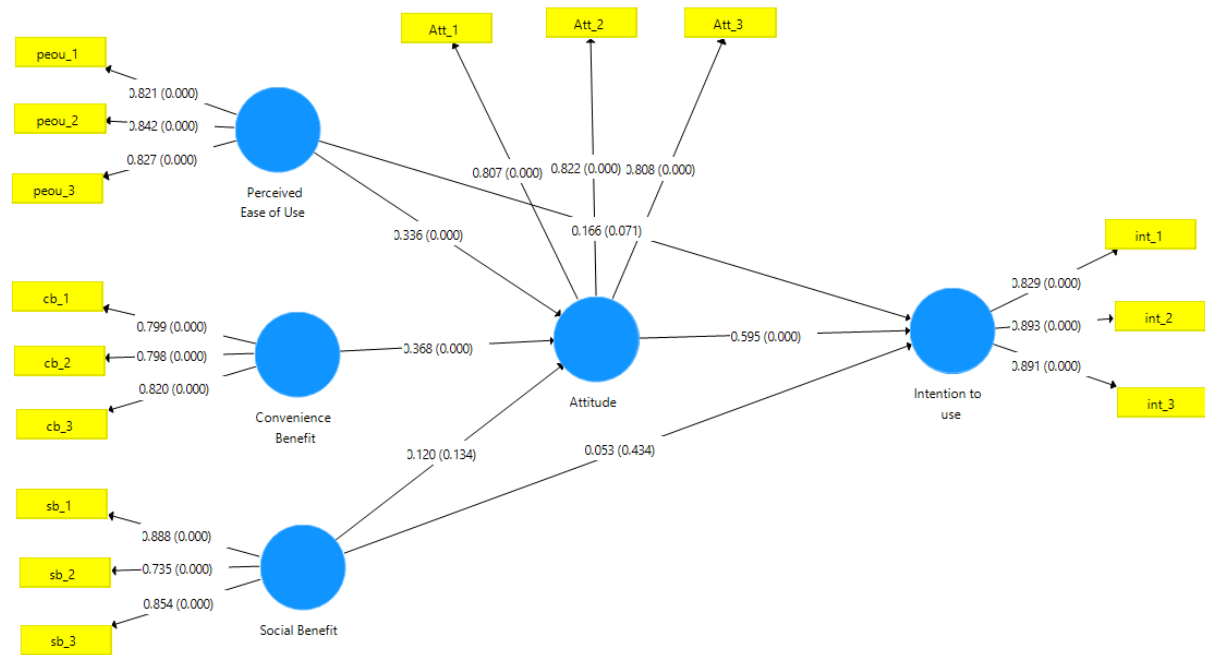 Att_1
Att_2
Att_3
peou_1
0.821 (0.000)
peou_2
0.842 (0.000)
peou_3
0.827 (0.000)
Perceived
Ease of Use
0.807 (0.000)
0.822 (0.000)
0.808 (0.000)
0.336 (0.000)
0.166 (0.071)
int_1
0.829 (0.000)
int_2
0.893 (0.000)
int_3
0.891 (0.000)
Intention to
use
cb_1
0.799 (0.000)
cb_2
0.798 (0.000)
cb_3
0.820 (0.000)
Convenience
Benefit
0.368 (0.000)
Attitude
0.595 (0.000)
0.120 (0.134)
0.053 (0.434)
sb_1
0.888 (0.000)
sb_2
0.735 (0.000)
sb_3
0.854 (0.000)
Social Benefit